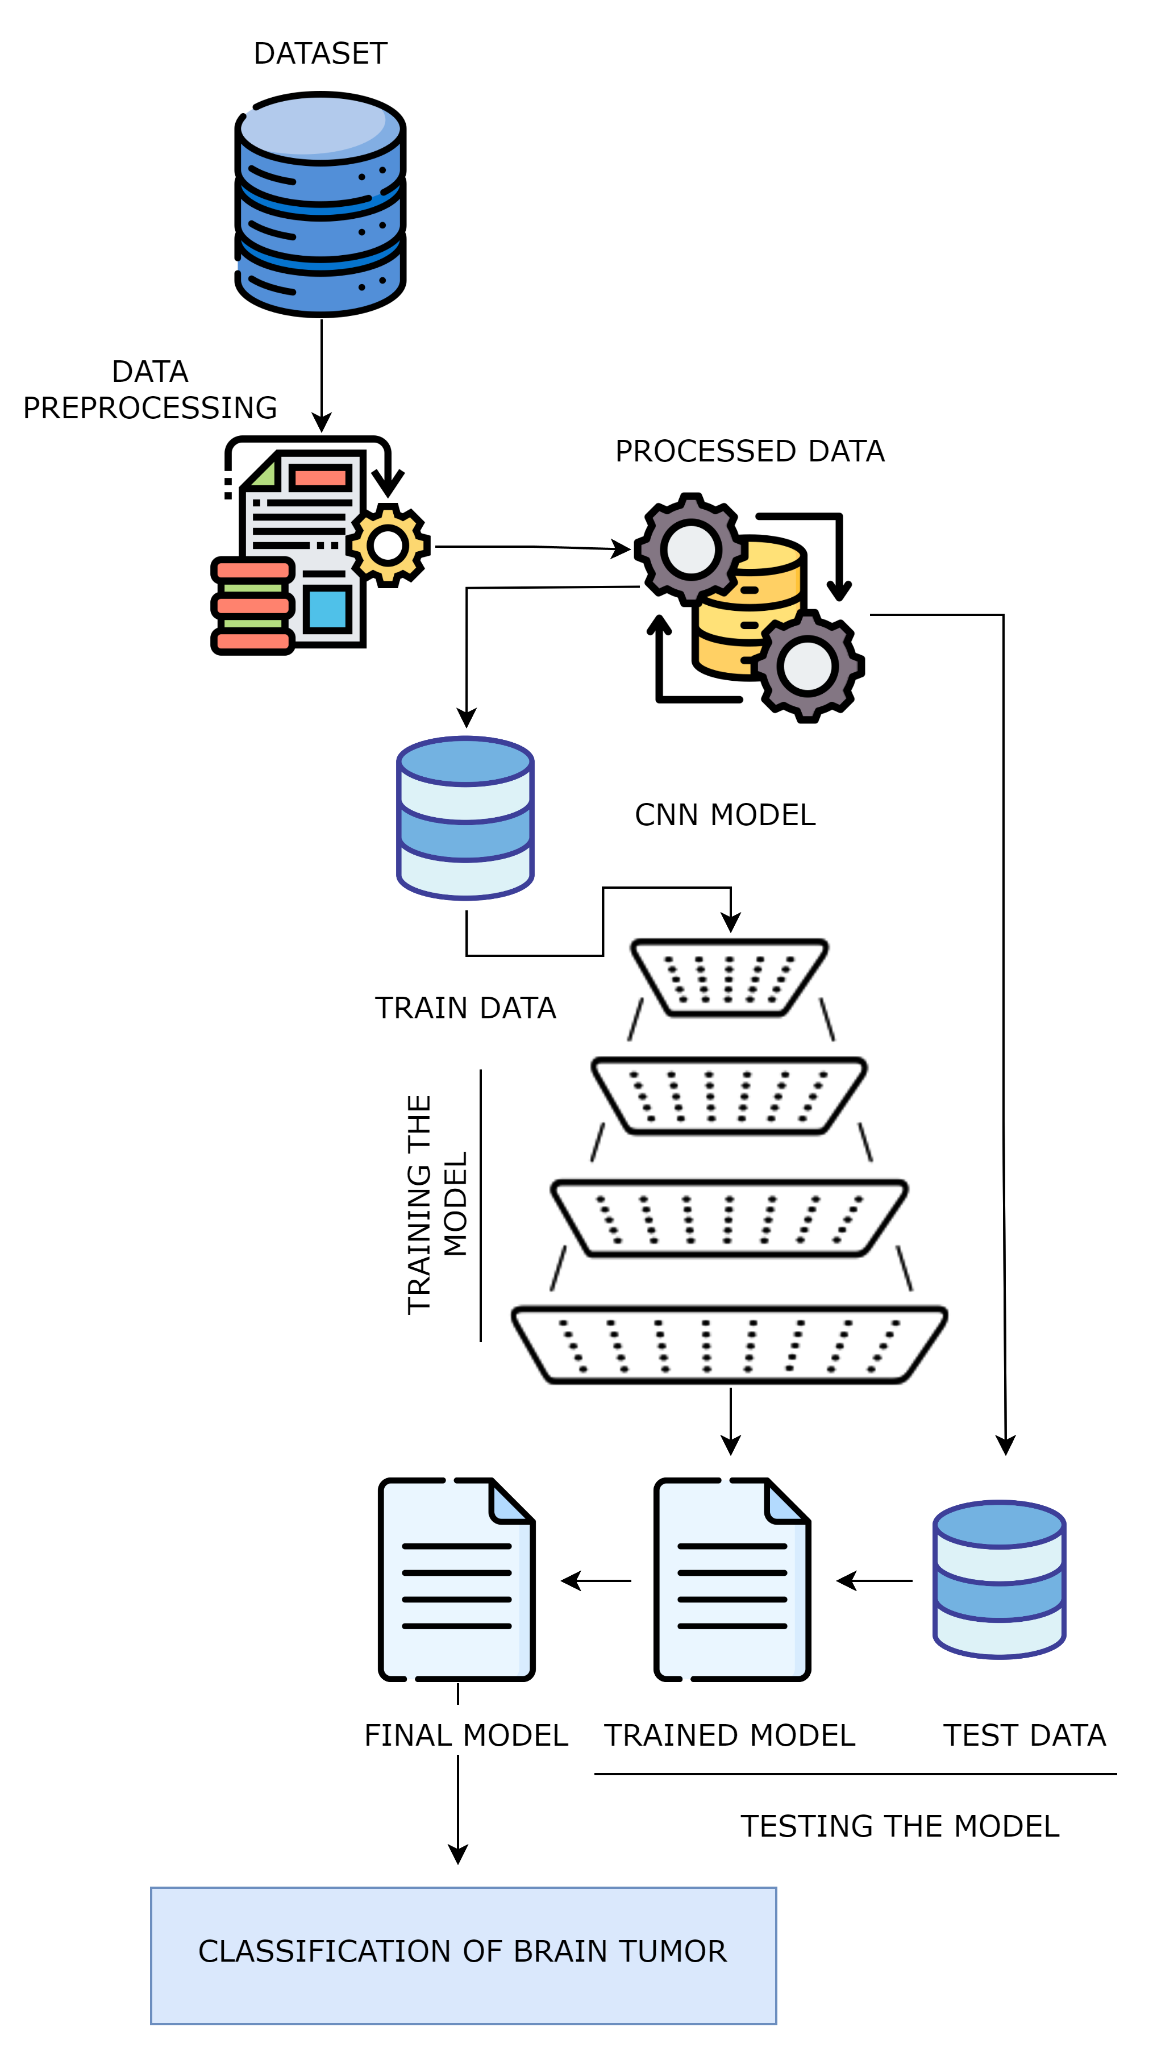 DATASET
DATA
PREPROCESSING
PROCESSED DATA
CNN MODEL
TRAIN DATA
TRAINING THE
MODEL
FINAL MODEL
TRAINED MODEL
TEST DATA
TESTING THE MODEL
CLASSIFICATION OF BRAIN TUMOR